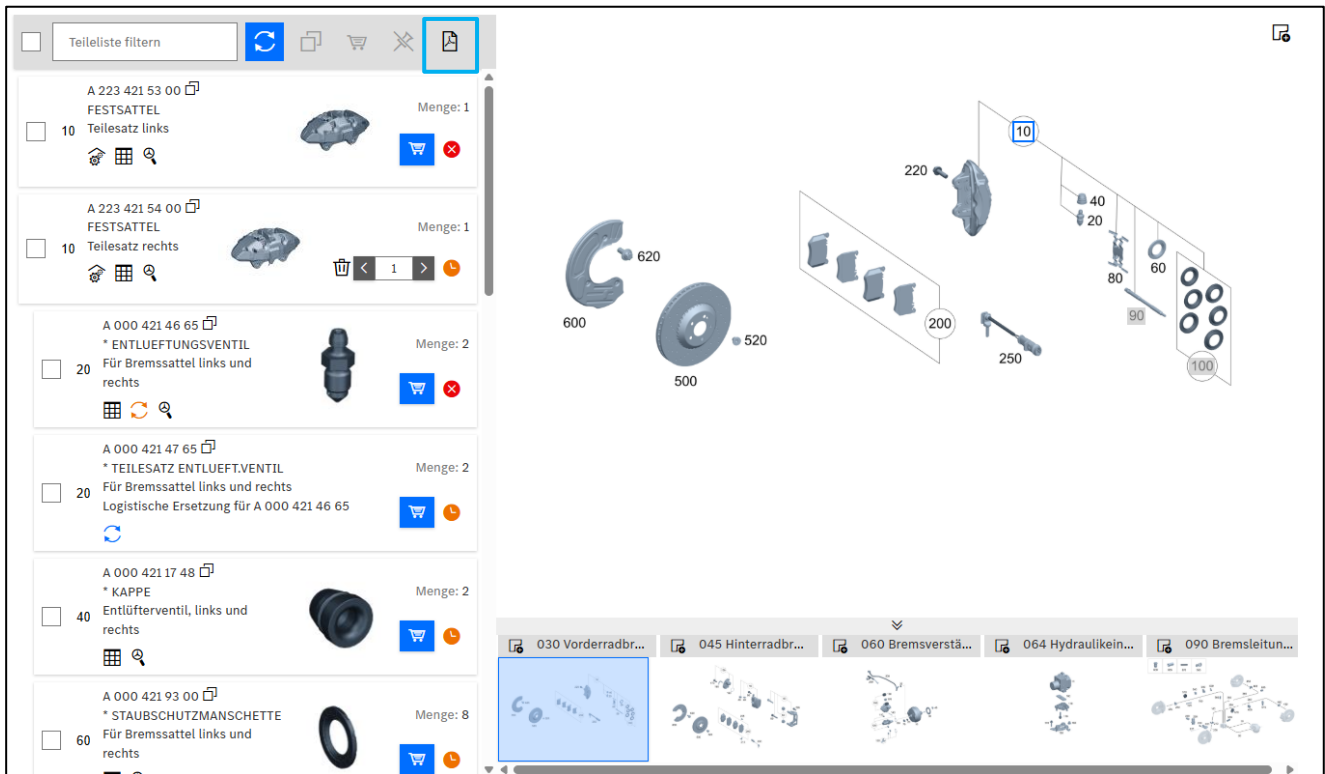 Teileliste filtern
A 223 421 53 00
FESTSATTEL
Menge: 1
10
Teilesatz links
A 223 421 54 00
FESTSATTEL
Menge: 1
10
Teilesatz rechts
1
A 000 421 46 65
* ENTLUEFTUNGSVENTIL
Menge: 2
20
Für Bremssattel links und
rechts
A 000 421 47 65
* TEILESATZ ENTLUEFT.VENTIL
Menge: 2
20
Für Bremssattel links und rechts
Logistische Ersetzung für A 000 421 46 65
A 000 421 17 48
* KAPPE
Menge: 2
40
Entlüfterventil, links und
rechts
A 000 421 93 00
* STAUBSCHUTZMANSCHETTE
Menge: 8
60
Für Bremssattel links und
rechts
10
220
40
20
620
60
80
600
90
200
520
250
100
500
030 Vorderradbr...
045 Hinterradbr...
060 Bremsverstä...
064 Hydraulikein...
090 Bremsleitun...